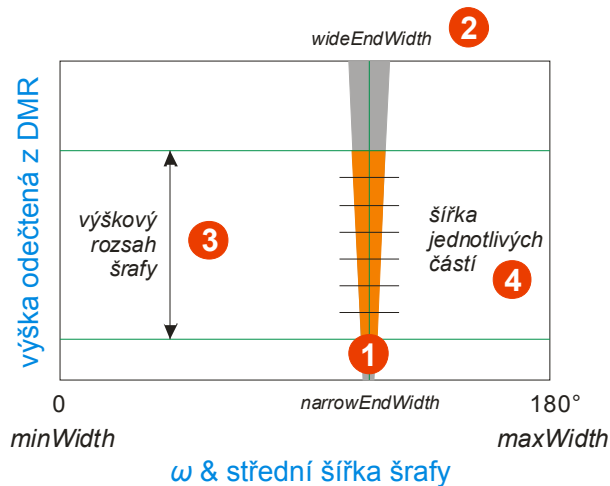 wideEndWidth
2
výška odečtená z DMR
výškový
rozsah
šrafy
3
šířka
jednotlivých
částí
4
1
0
narrowEndWidth
180°
minWidth
maxWidth
ω & střední šířka šrafy